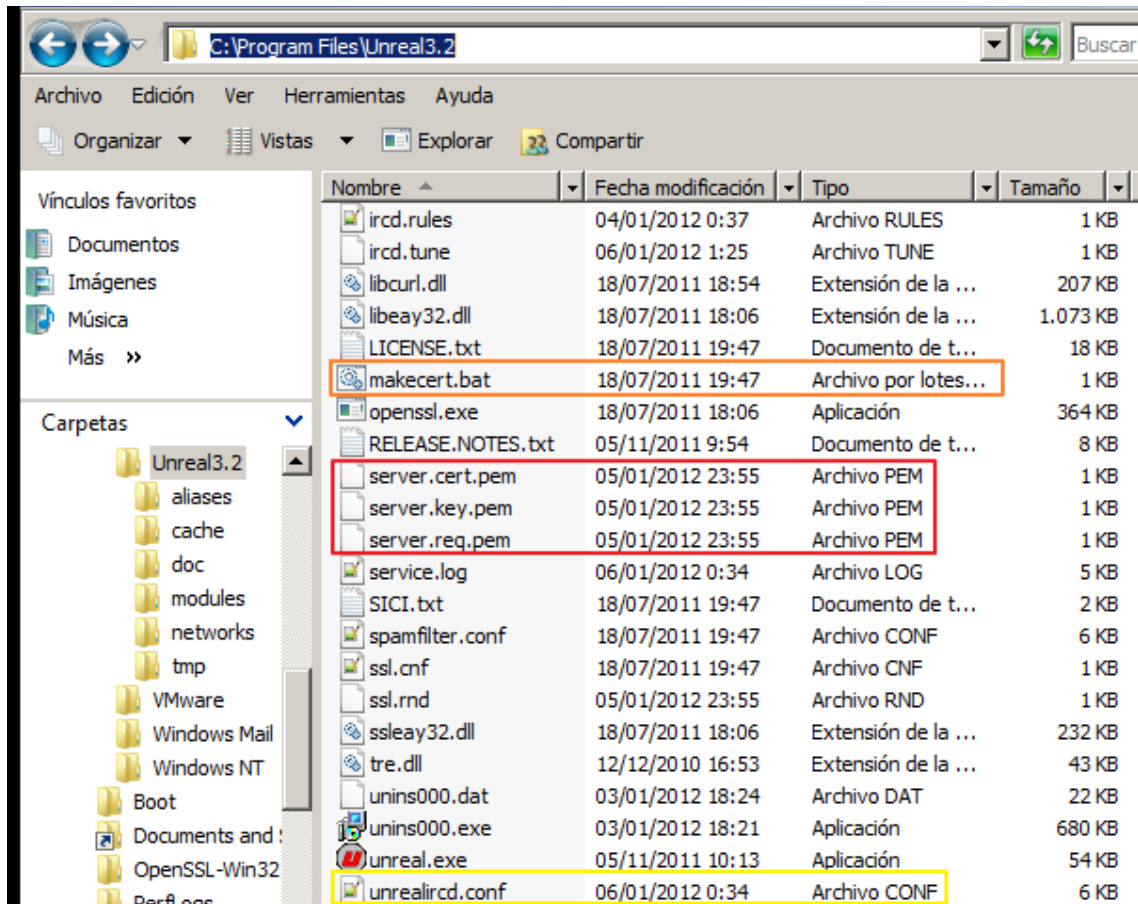 C:\Program Files\Unreal3.2 Buscar
Archivo Edición Ver Herramientas Ayuda
Organizar Vistas Explorar Compartir
Vínculos favoritos
Documentos
Imágenes
Música
Más »
Carpetas
Unreal3.2
aliases
cache
doc
modules
networks
tmp
VMware
Windows Mail
Windows NT
Boot
Documents and
OpenSSL-Win32
PerfLogs
Nombre Fecha modificación Tipo Tamaño
ircd.rules 04/01/2012 0:37 Archivo RULES 1 KB
ircd.tune 06/01/2012 1:25 Archivo TUNE 1 KB
libcurl.dll 18/07/2011 18:54 Extensión de la ... 207 KB
libeay32.dll 18/07/2011 18:06 Extensión de la ... 1.073 KB
LICENSE.txt 18/07/2011 19:47 Documento de t... 18 KB
makecert.bat 18/07/2011 19:47 Archivo por lotes... 1 KB
openssl.exe 18/07/2011 18:06 Aplicación 364 KB
RELEASE.NOTES.txt 05/11/2011 9:54 Documento de t... 8 KB
server.cert.pem 05/01/2012 23:55 Archivo PEM 1 KB
server.key.pem 05/01/2012 23:55 Archivo PEM 1 KB
server.req.pem 05/01/2012 23:55 Archivo PEM 1 KB
service.log 06/01/2012 0:34 Archivo LOG 5 KB
SICI.txt 18/07/2011 19:47 Documento de t... 2 KB
spamfilter.conf 18/07/2011 19:47 Archivo CONF 6 KB
ssl.cnf 18/07/2011 19:47 Archivo CNF 1 KB
ssl.rnd 05/01/2012 23:55 Archivo RND 1 KB
ssleay32.dll 18/07/2011 18:06 Extensión de la ... 232 KB
tre.dll 12/12/2010 16:53 Extensión de la ... 43 KB
unins000.dat 03/01/2012 18:24 Archivo DAT 22 KB
unins000.exe 03/01/2012 18:21 Aplicación 680 KB
unreal.exe 05/11/2011 10:13 Aplicación 54 KB
unrealircd.conf 06/01/2012 0:34 Archivo CONF 6 KB